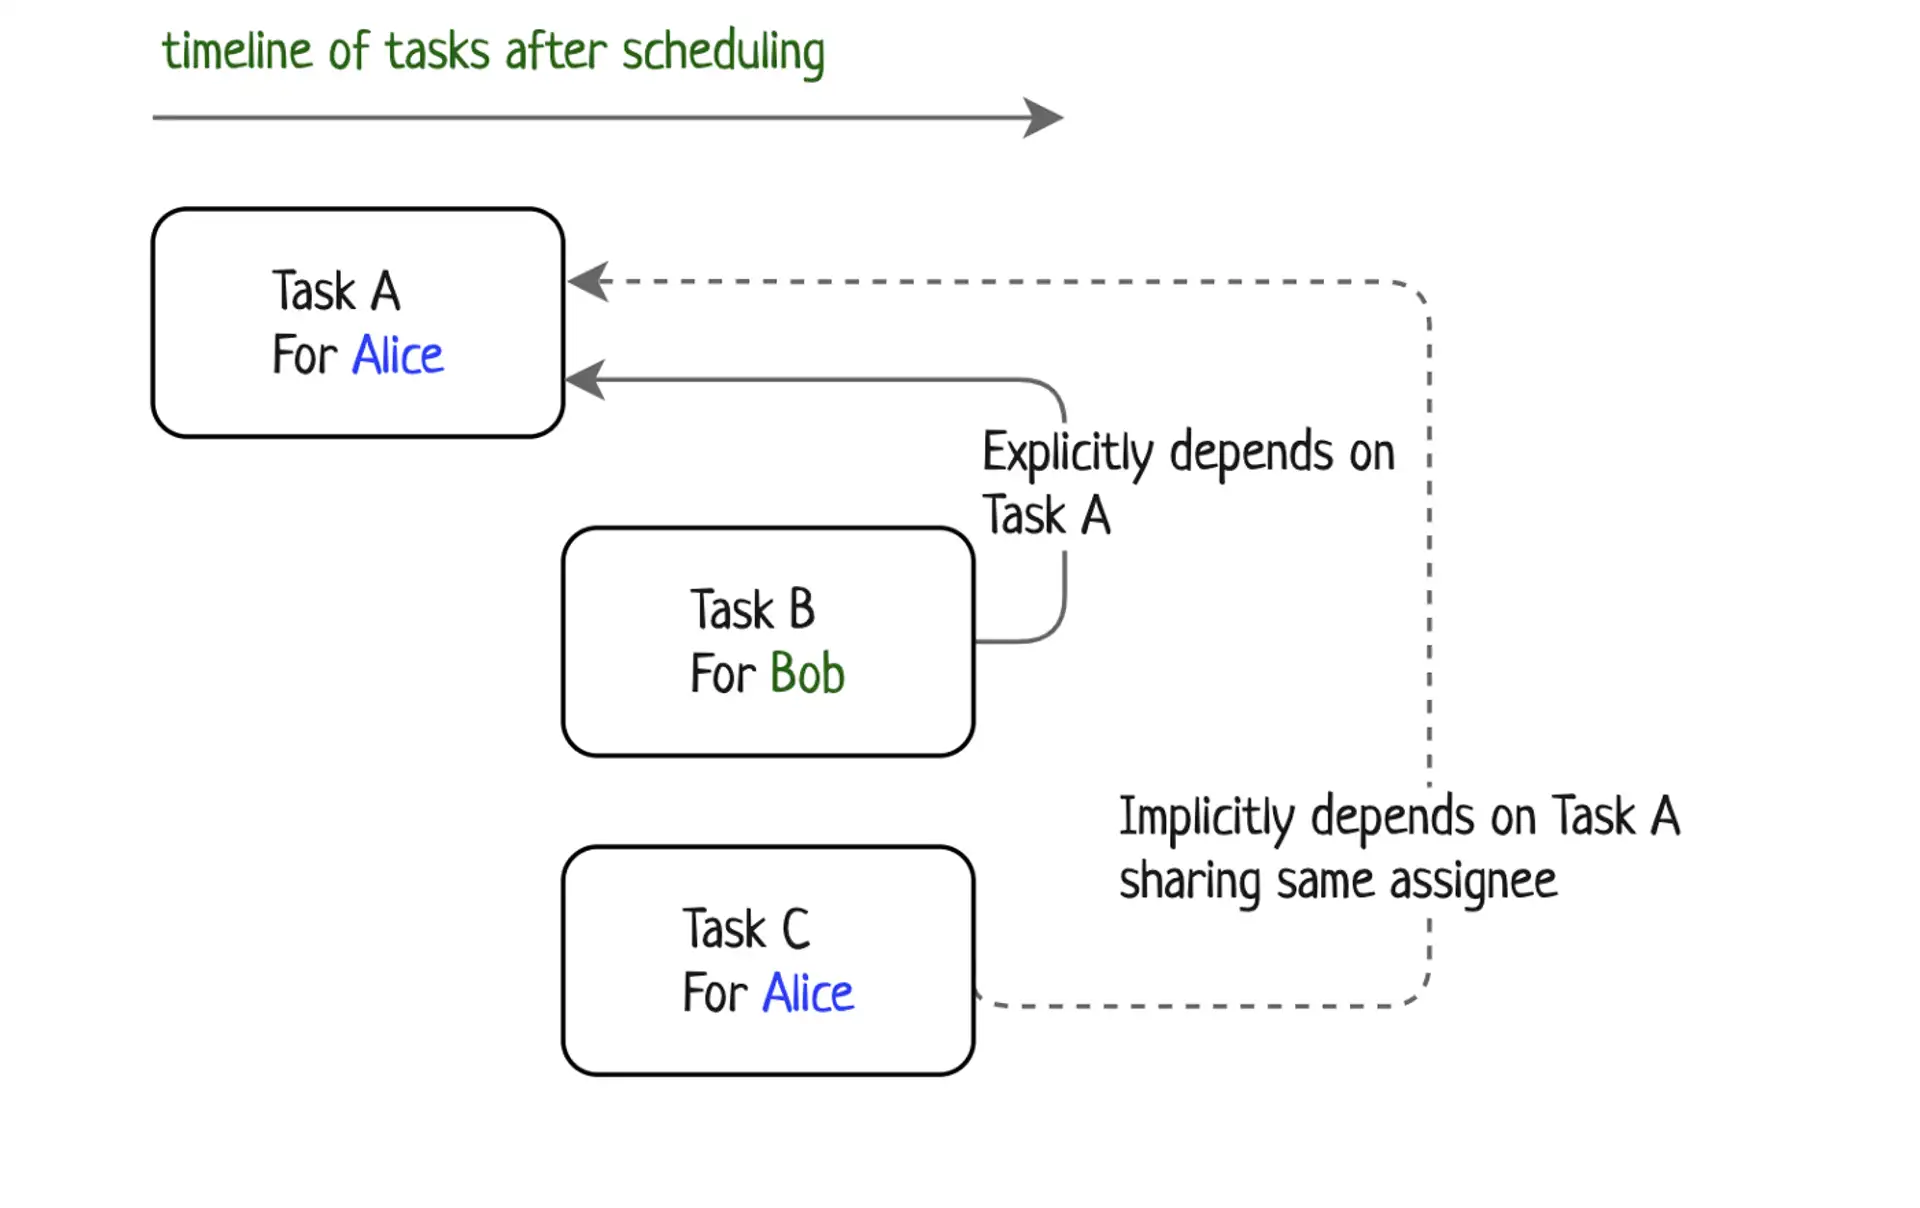 timeline of tasks after scheduling
Task A
For Alice
Explicitly depends on
Task A
Task B
For Bob
Implicitly depends on Task A
sharing same assignee
Task C
For Alice